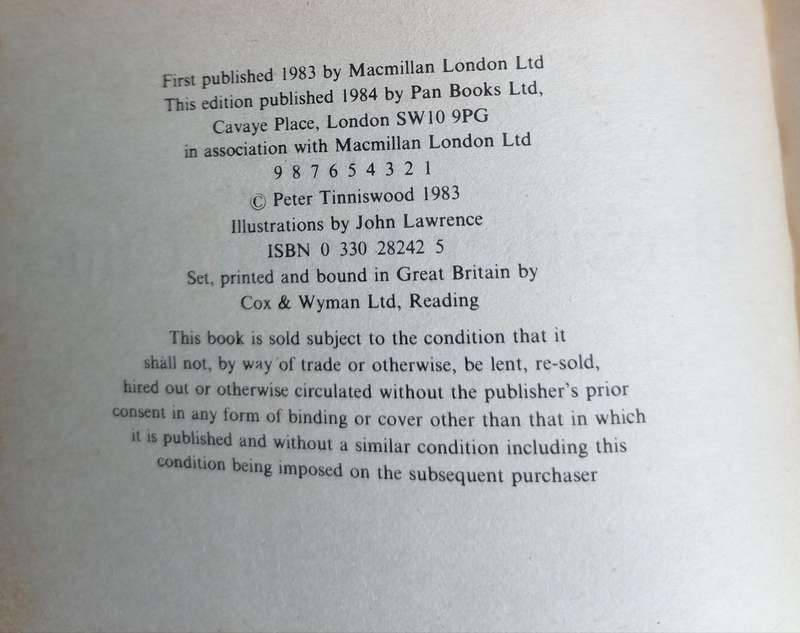 First published 1983 by Macmillan London Ltd
This edition published 1984 by Pan Books Ltd,
Cavaye Place, London SW10 9PG
in association with Macmillan London Ltd
9 8 7 6 5 4 3 2 1
© Peter Tinniswood 1983
Illustrations by John Lawrence
ISBN 0 330 28242 5
Set, printed and bound in Great Britain by
Cox & Wyman Ltd, Reading
This book is sold subject to the condition that it
shall not, by way of trade or otherwise, be lent, re-sold,
hired out or otherwise circulated without the publisher's prior
consent in any form of binding or cover other than that in which
it is published and without a similar condition including this
condition being imposed on the subsequent purchaser